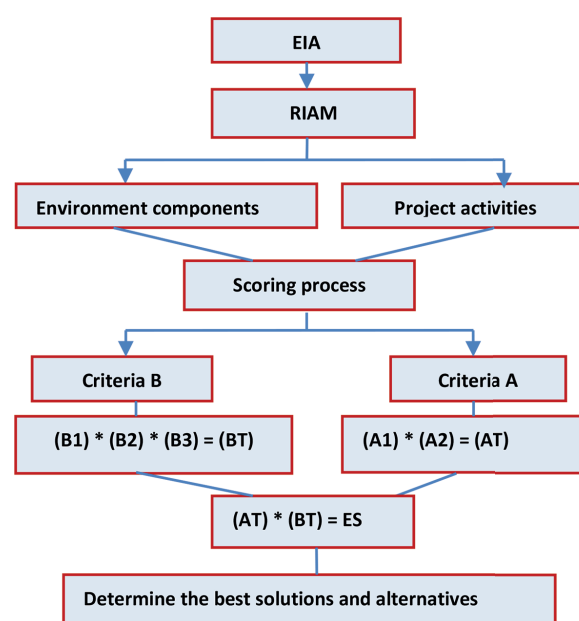 EIA
RIAM
Environment components
Project activities
Scoring process
Criteria B
Criteria A
(B1) * (B2) * (B3) = (BT)
(A1) * (A2) = (AT)
(AT) * (BT) = ES
Determine the best solutions and alternatives